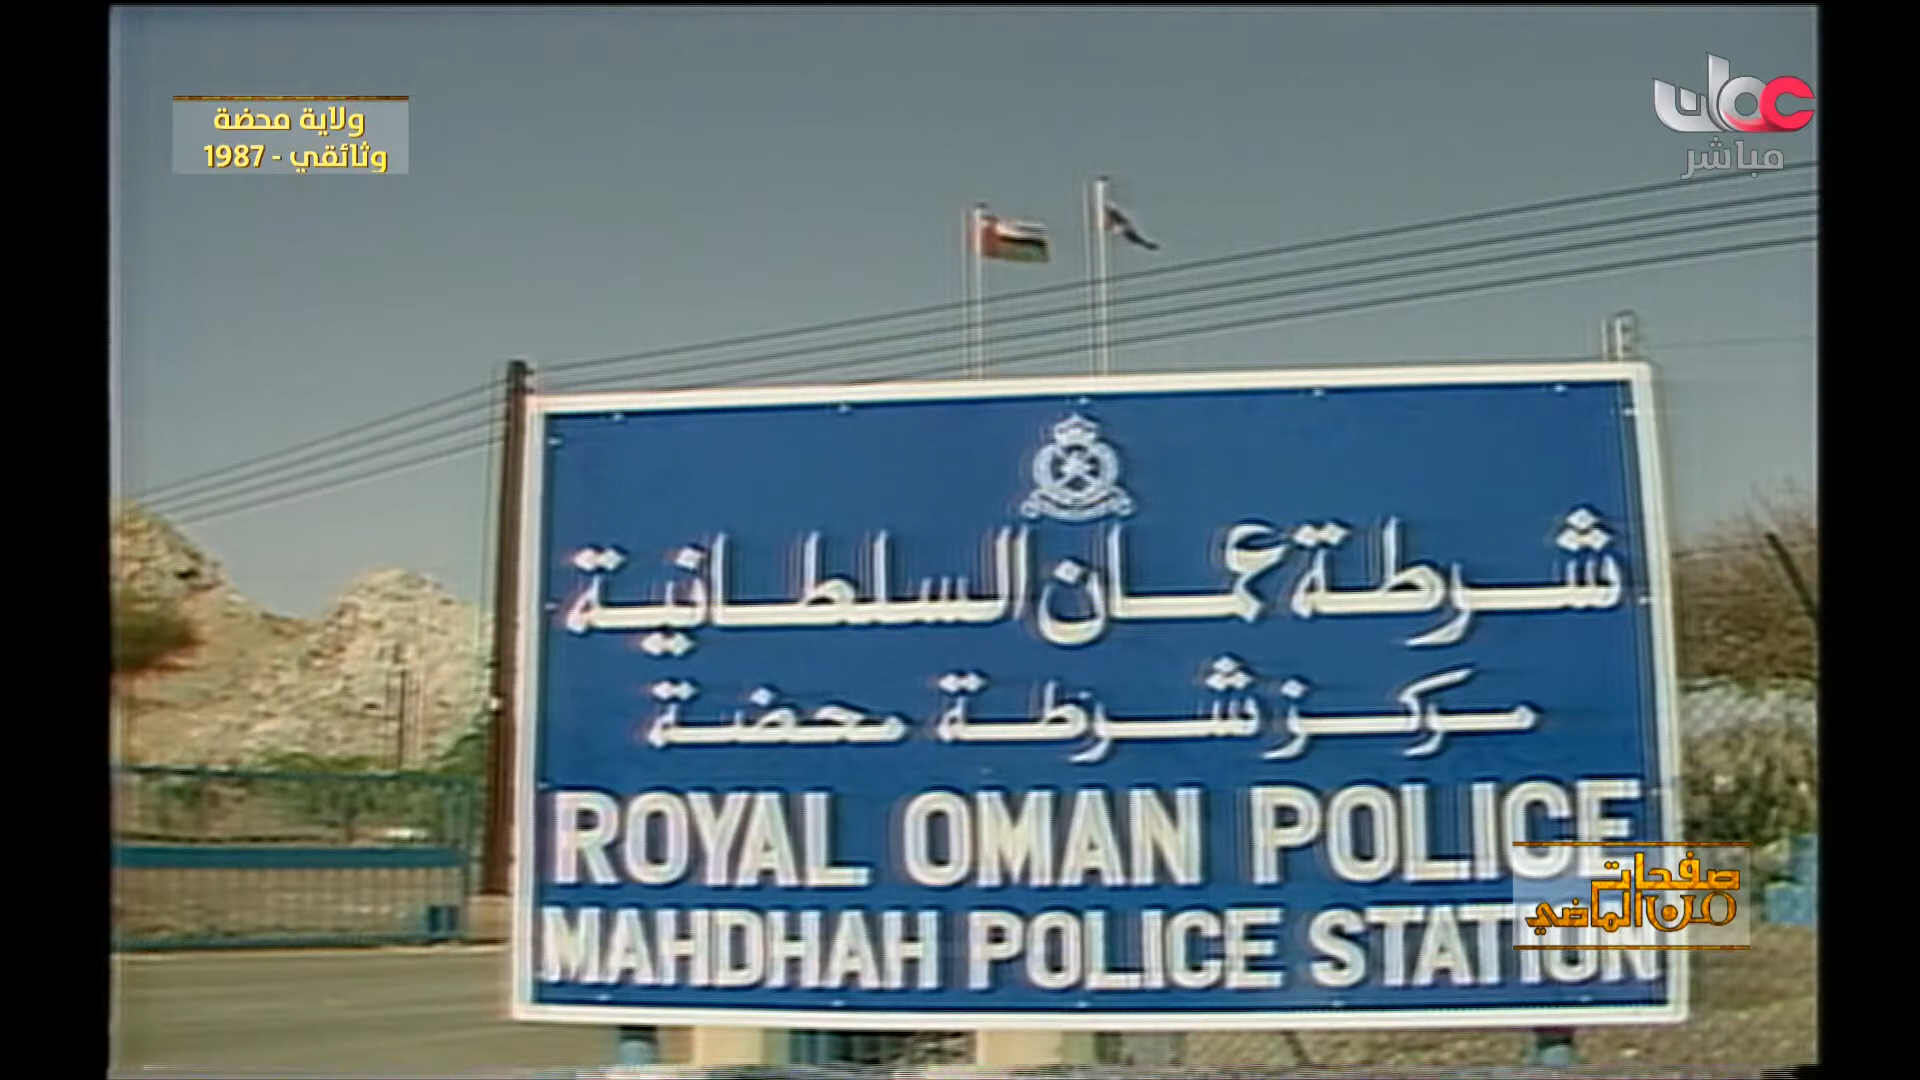 ولاية محضة
وثائقي - 1987
عمان
مباشر
شرطة عمان السلطانية
مركز شرطة محضة
ROYAL OMAN POLICE
MAHDHAH POLICE STATION
صفحات
من الماضي